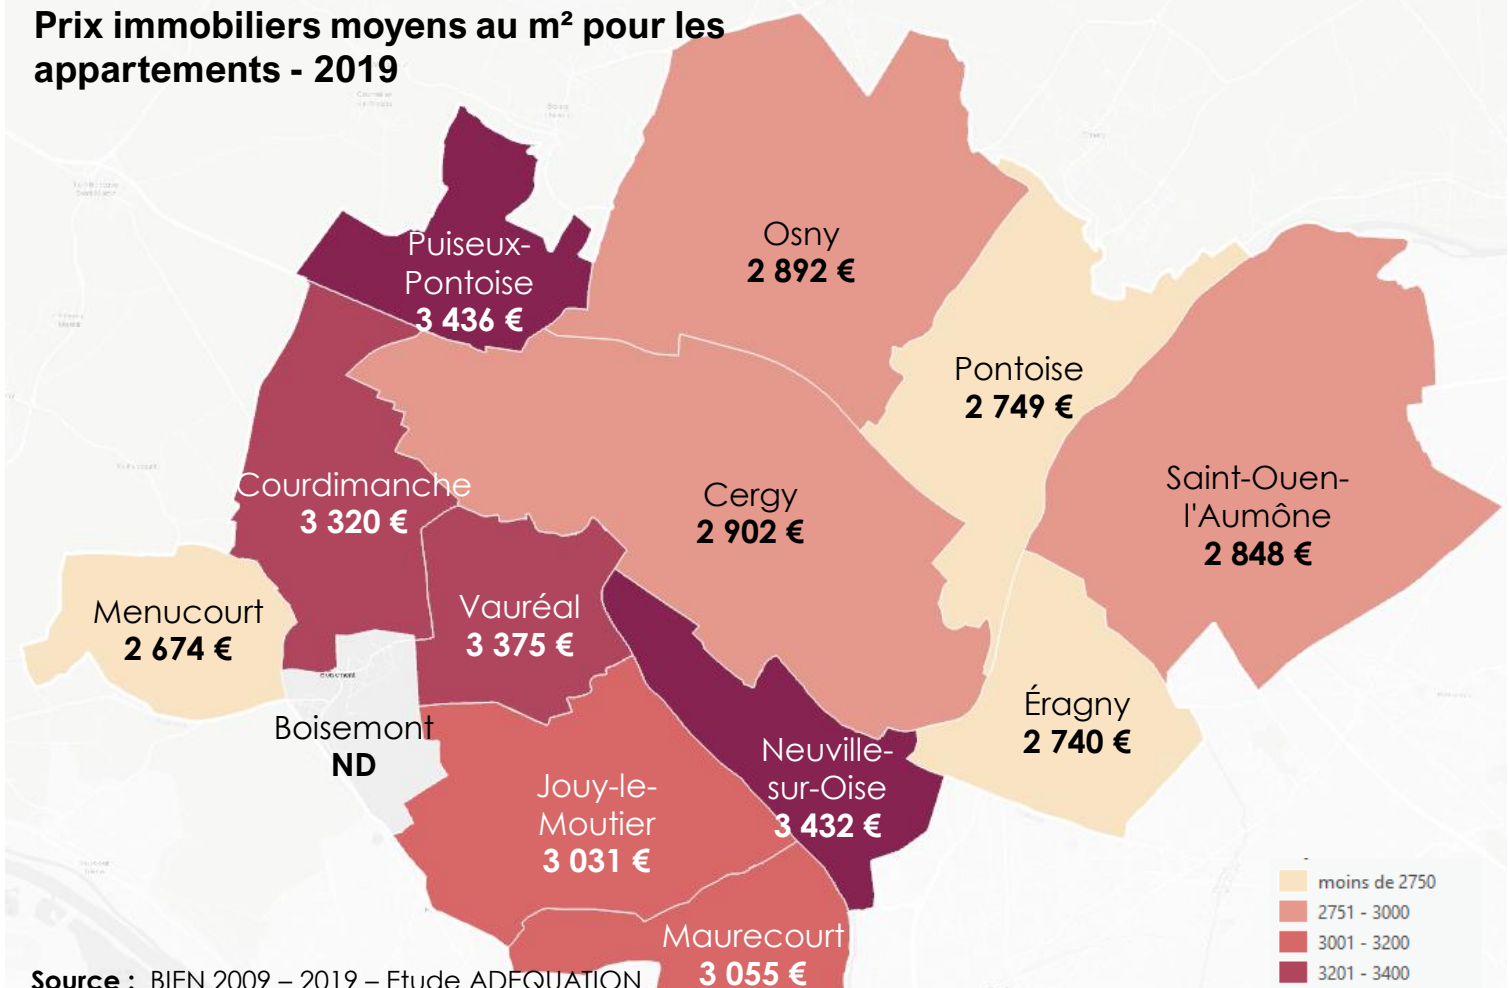 Prix immobiliers moyens au m² pour les
appartements - 2019
Puiseux-
Pontoise
3 436 €
Osny
2 892 €
Pontoise
2 749 €
Saint-Ouen-
l'Aumône
2 848 €
Courdimanche
3 320 €
Cergy
2 902 €
Menucourt
2 674 €
Vauréal
3 375 €
Boisemont
ND
Éragny
2 740 €
Neuville-
sur-Oise
3 432 €
Jouy-le-
Moutier
3 031 €
Maurecourt
3 055 €
moins de 2750
2751 - 3000
3001 - 3200
3201 - 3400
Source : BIEN 2009 – 2019 – Etude ADEQUATION